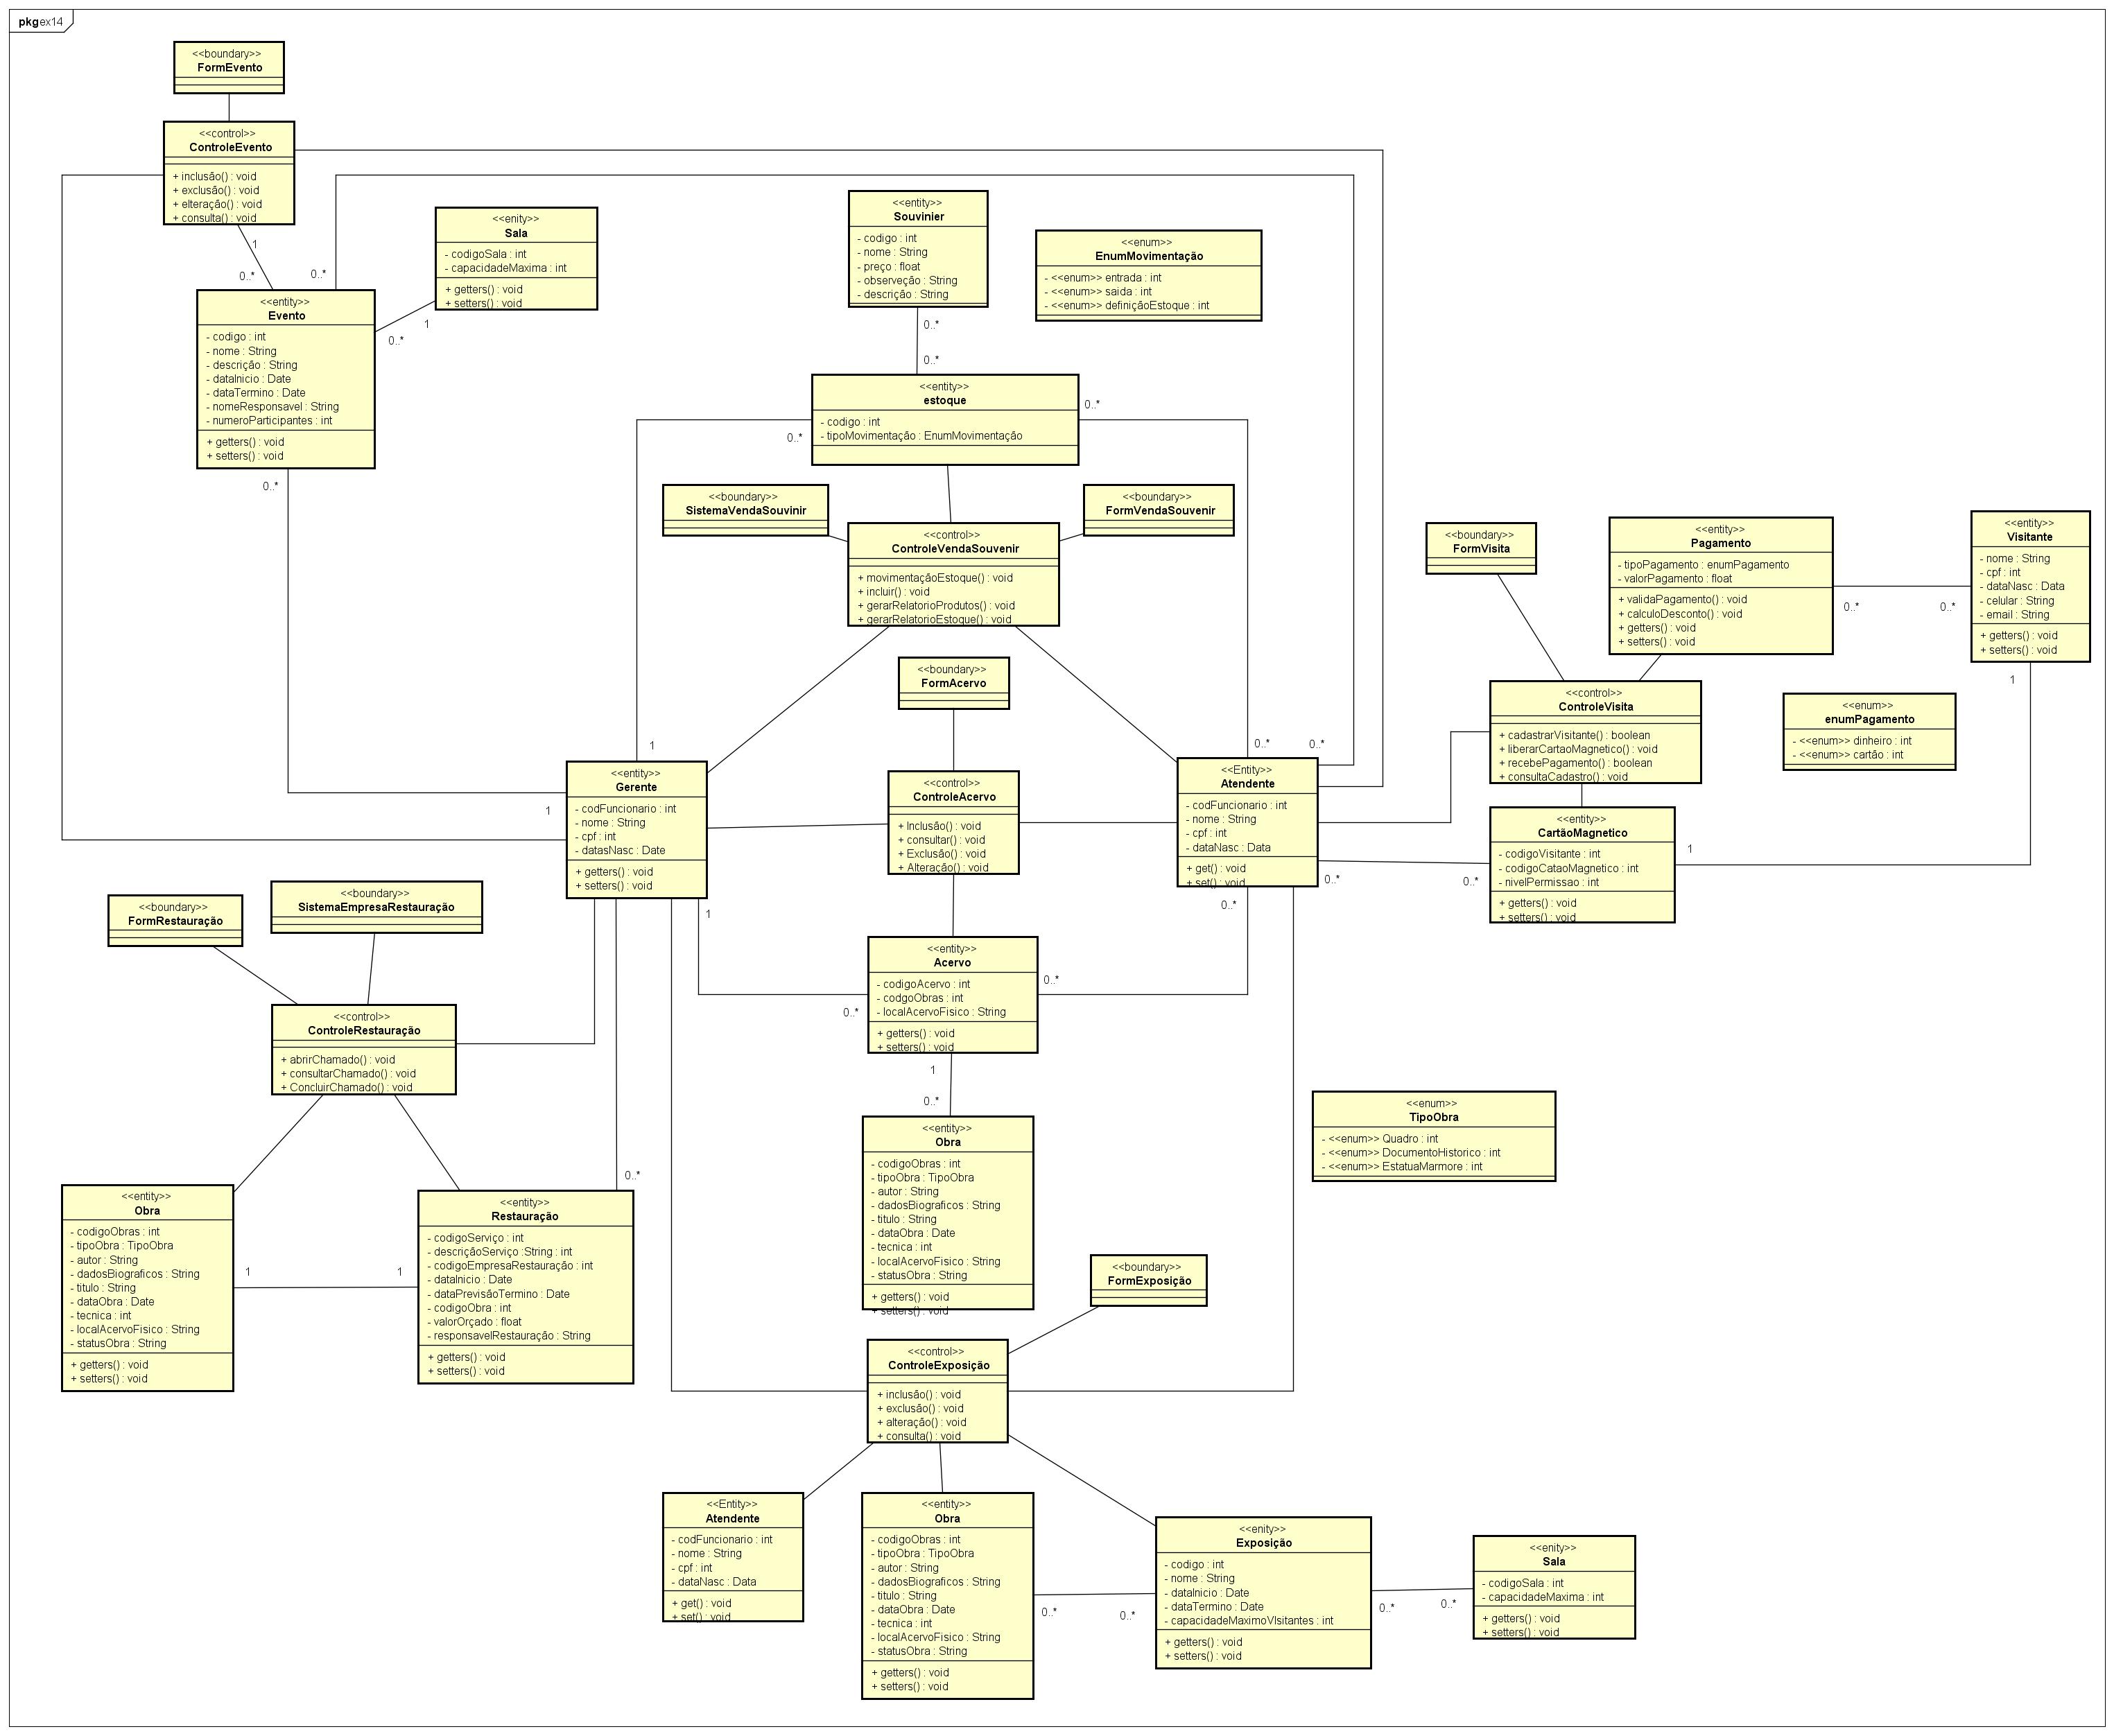 pkg ex14
<<boundary>>
FormEvento
<<control>>
ControleEvento
+ inclusão() : void
+ exclusão() : void
+ elteração() : void
+ consulta() : void
1
0..*
0..*
<<enity>>
Sala
- codigoSala : int
- capacidadeMaxima : int
+ getters() : void
+ setters() : void
1
0..*
<<entity>>
Evento
- codigo : int
- nome : String
- descrição : String
- dataInicio : Date
- dataTermino : Date
- nomeResponsavel : String
- numeroParticipantes : int
+ getters() : void
+ setters() : void
0..*
<<entity>>
Souvinier
- codigo : int
- nome : String
- preço : float
- observeção : String
- descrição : String
0..*
0..*
<<enum>>
EnumMovimentação
- <<enum>> entrada : int
- <<enum>> saida : int
- <<enum>> definiçãoEstoque : int
<<entity>>
estoque
- codigo : int
- tipoMovimentação : EnumMovimentação
0..*
0..*
<<boundary>>
SistemaVendaSouvinir
<<boundary>>
FormVendaSouvenir
<<control>>
ControleVendaSouvenir
+ movimentaçãoEstoque() : void
+ incluir() : void
+ gerarRelatorioProdutos() : void
+ gerarRelatorioEstoque() : void
<<boundary>>
FormVisita
<<entity>>
Pagamento
- tipoPagamento : enumPagamento
- valorPagamento : float
+ validaPagamento() : void
+ calculoDesconto() : void
+ getters() : void
+ setters() : void
0..*
0..*
<<entity>>
Visitante
- nome : String
- cpf : int
- dataNasc : Data
- celular : String
- email : String
+ getters() : void
+ setters() : void
1
<<boundary>>
FormAcervo
<<control>>
ControleVisita
+ cadastrarVisitante() : boolean
+ liberarCartaoMagnetico() : void
+ recebePagamento() : boolean
+ consultaCadastro() : void
<<enum>>
enumPagamento
- <<enum>> dinheiro : int
- <<enum>> cartão : int
1
1
<<entity>>
Gerente
- codFuncionario : int
- nome : String
- cpf : int
- datasNasc : Date
+ getters() : void
+ setters() : void
1
<<control>>
ControleAcervo
+ Inclusão() : void
+ consultar() : void
+ Exclusão() : void
+ Alteração() : void
0..*
0..*
<<Entity>>
Atendente
- codFuncionario : int
- nome : String
- cpf : int
- dataNasc : Data
+ get() : void
+ set() : void
0..*
0..*
0..*
<<entity>>
CartãoMagnetico
- codigoVisitante : int
- codigoCataoMagnetico : int
- nivelPermissao : int
+ getters() : void
+ setters() : void
1
<<boundary>>
FormRestauração
<<boundary>>
SistemaEmpresaRestauração
<<control>>
ControleRestauração
+ abrirChamado() : void
+ consultarChamado() : void
+ ConcluirChamado() : void
<<entity>>
Acervo
- codigoAcervo : int
- codgoObras : int
- localAcervoFisico : String
+ getters() : void
+ setters() : void
0..*
0..*
1
0..*
<<entity>>
Obra
- codigoObras : int
- tipoObra : TipoObra
- autor : String
- dadosBiograficos : String
- titulo : String
- dataObra : Date
- tecnica : int
- localAcervoFisico : String
- statusObra : String
+ getters() : void
+ setters() : void
<<enum>>
TipoObra
- <<enum>> Quadro : int
- <<enum>> DocumentoHistorico : int
- <<enum>> EstatuaMarmore : int
<<entity>>
Obra
- codigoObras : int
- tipoObra : TipoObra
- autor : String
- dadosBiograficos : String
- titulo : String
- dataObra : Date
- tecnica : int
- localAcervoFisico : String
- statusObra : String
+ getters() : void
+ setters() : void
1
1
0..*
<<entity>>
Restauração
- codigoServiço : int
- descriçãoServiço :String : int
- codigoEmpresaRestauração : int
- dataInicio : Date
- dataPrevisãoTermino : Date
- codigoObra : int
- valorOrçado : float
- responsavelRestauração : String
+ getters() : void
+ setters() : void
<<boundary>>
FormExposição
<<control>>
ControleExposição
+ inclusão() : void
+ exclusão() : void
+ alteração() : void
+ consulta() : void
<<Entity>>
Atendente
- codFuncionario : int
- nome : String
- cpf : int
- dataNasc : Data
+ get() : void
+ set() : void
<<entity>>
Obra
- codigoObras : int
- tipoObra : TipoObra
- autor : String
- dadosBiograficos : String
- titulo : String
- dataObra : Date
- tecnica : int
- localAcervoFisico : String
- statusObra : String
+ getters() : void
+ setters() : void
0..*
0..*
<<enity>>
Exposição
- codigo : int
- nome : String
- dataInicio : Date
- dataTermino : Date
- capacidadeMaximoVIsitantes : int
+ getters() : void
+ setters() : void
0..*
0..*
<<enity>>
Sala
- codigoSala : int
- capacidadeMaxima : int
+ getters() : void
+ setters() : void